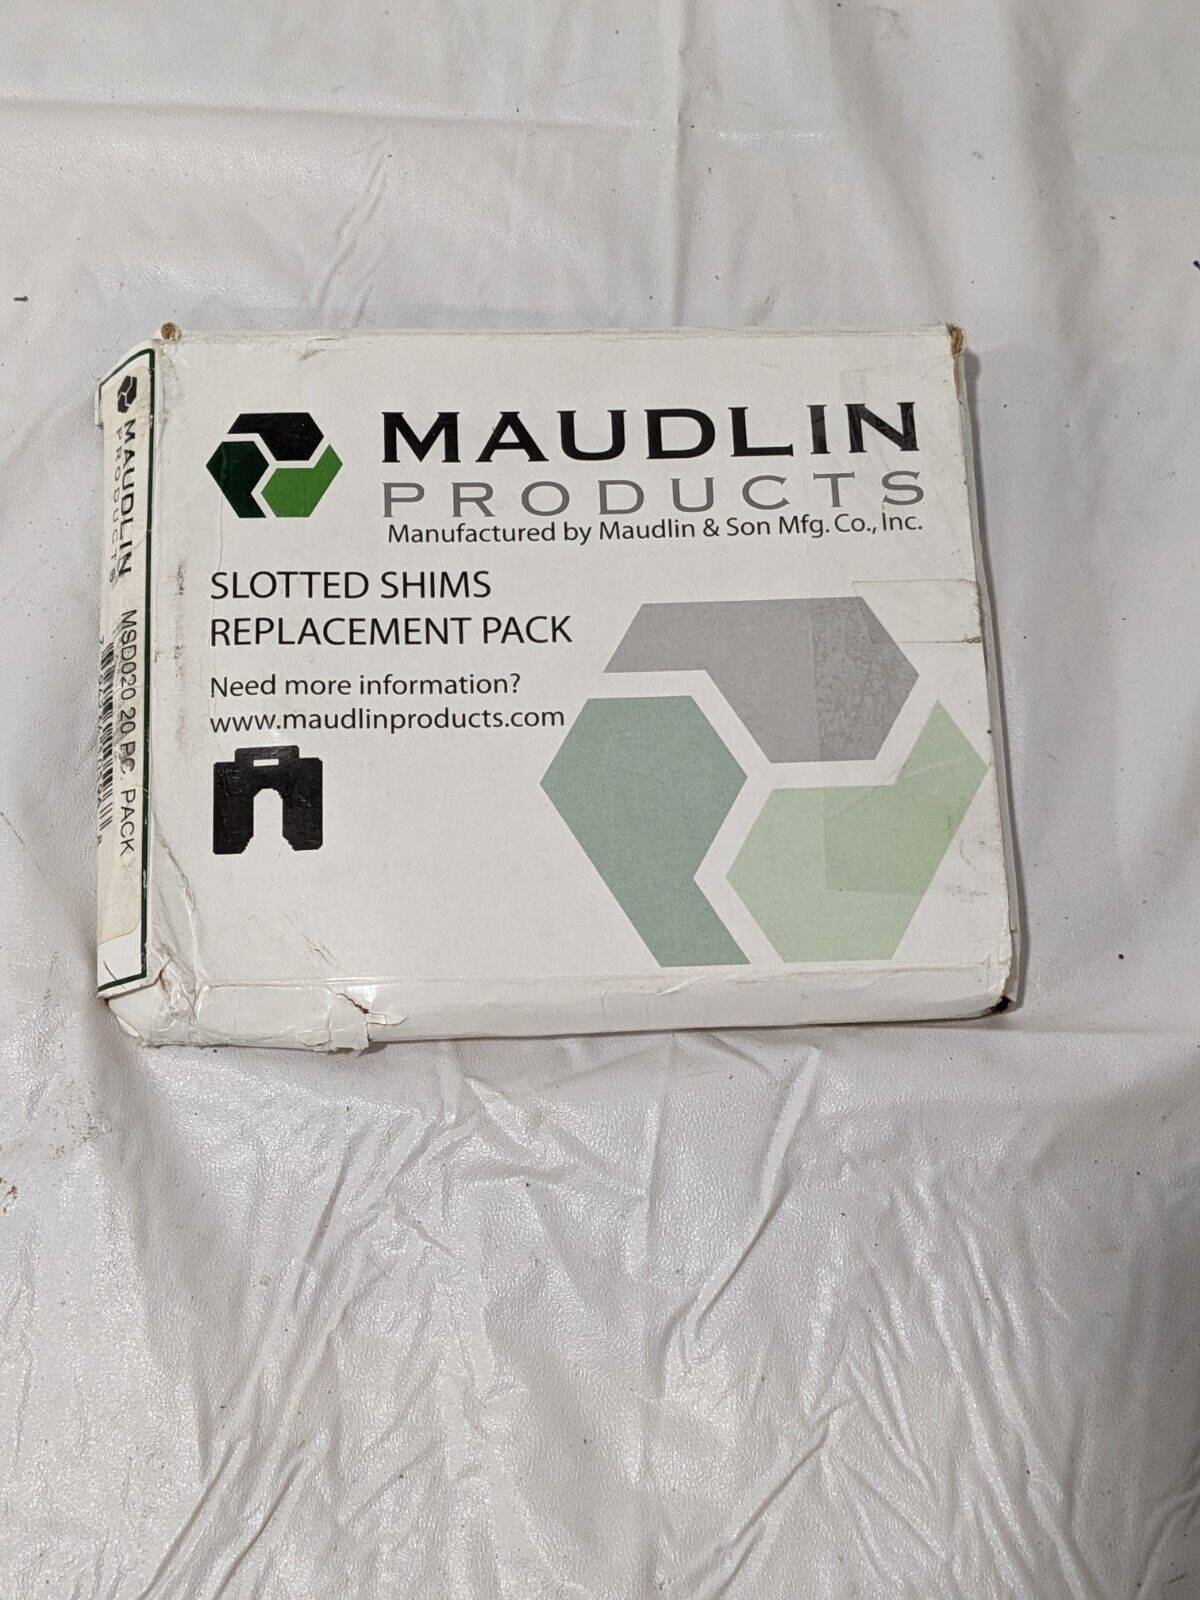 MAUDLIN
PRODUCTS
Manufactured by Maudlin & Son Mfg. Co., Inc.
SLOTTED SHIMS
REPLACEMENT PACK
Need more information?
www.maudlinproducts.com
MAUDLIN
PRODUCTS
MSD020 20 PC. PACK